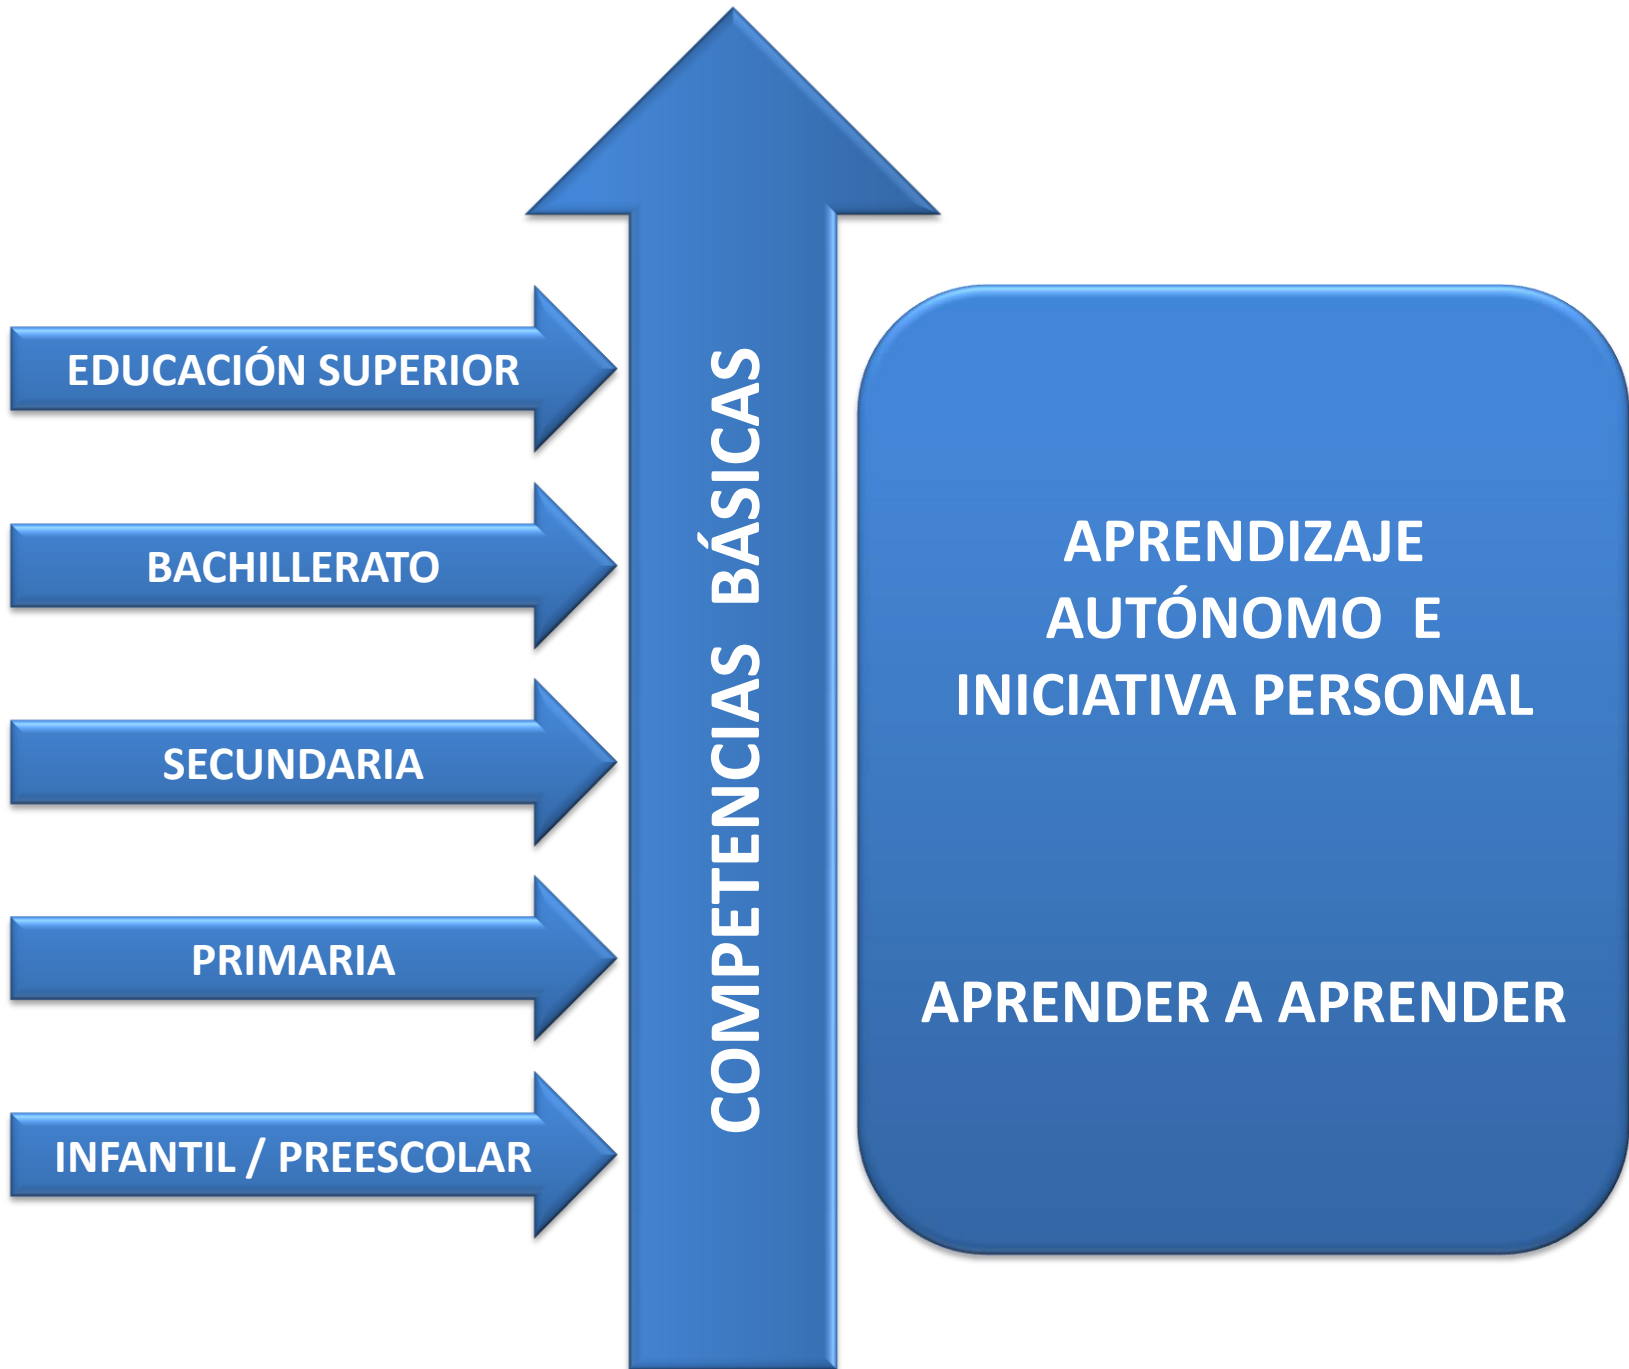 EDUCACIÓN SUPERIOR
BACHILLERATO
SECUNDARIA
PRIMARIA
INFANTIL / PREESCOLAR
COMPETENCIAS BÁSICAS
APRENDIZAJE
AUTÓNOMO E
INICIATIVA PERSONAL
APRENDER A APRENDER